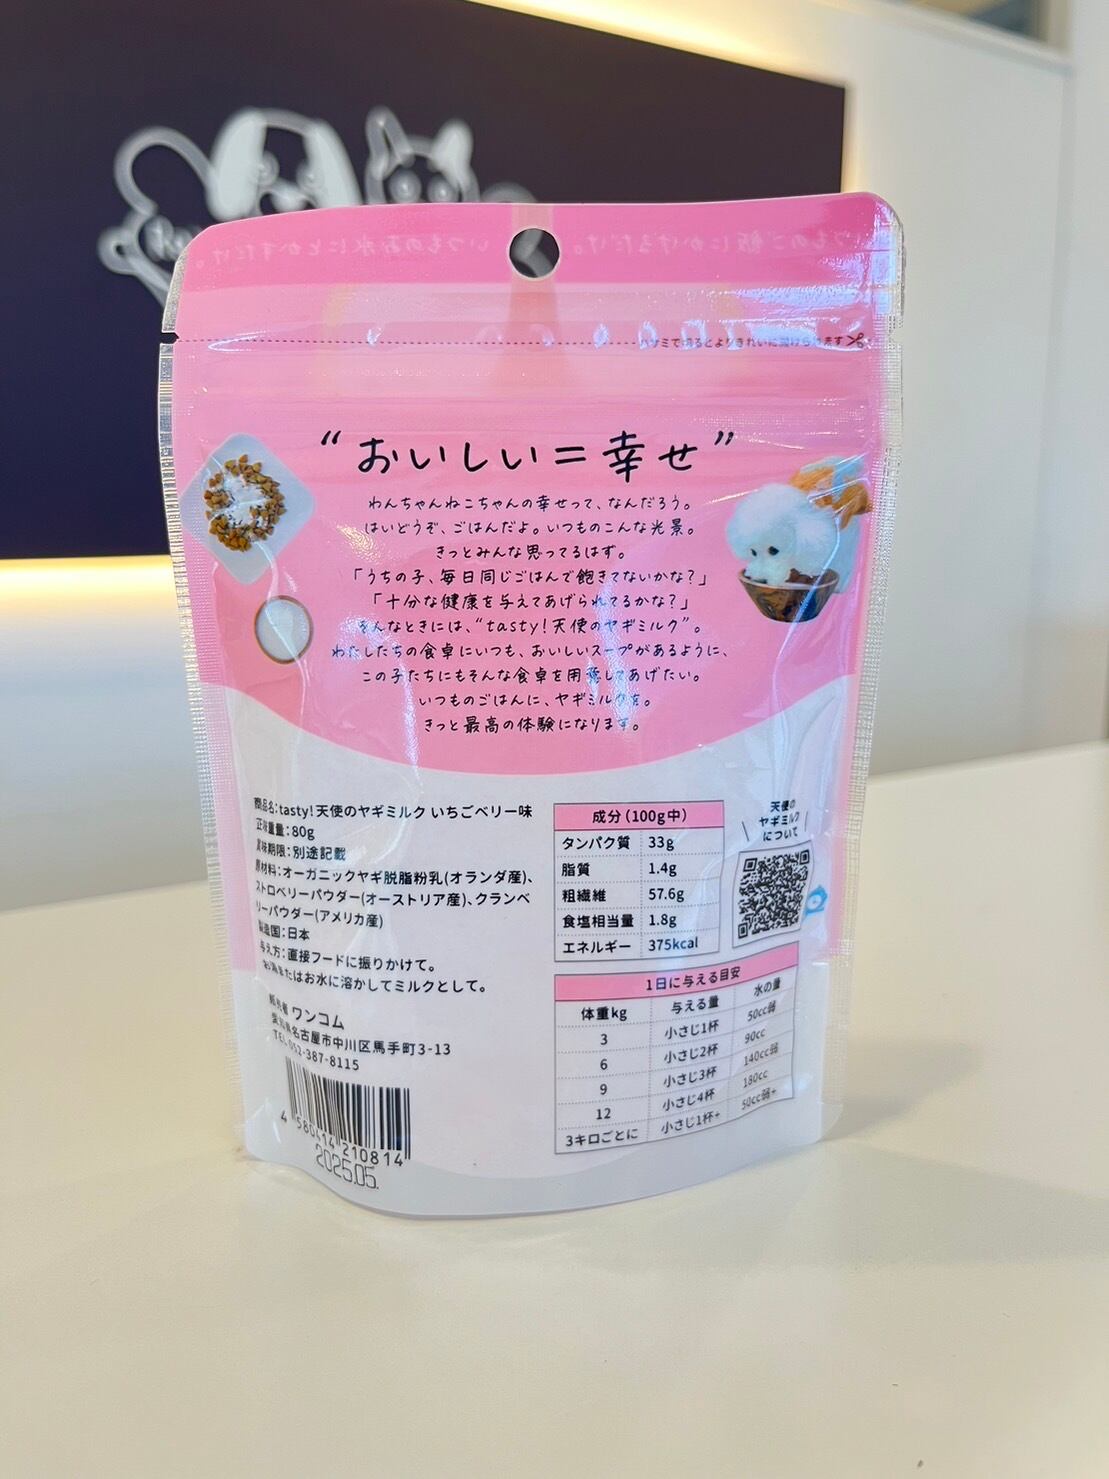 ハサミで切るとよりきれいに開けられます
“おいしい＝幸せ”
わんちゃんねこちゃんの幸せって、なんだろう。
はいどうぞ、ごはんだよ。いつものこんな光景。
きっとみんな思ってるはず。
「うちの子、毎日同じごはんで飽きてないかな？」
「十分な健康を与えてあげられてるかな？」
そんなときには、“tasty！天使のヤギミルク”。
わたしたちの食卓にいつも、おいしいスープがあるように、
この子たちにもそんな食卓を用意してあげたい。
いつものごはんに、ヤギミルクを。
きっと最高の体験になります。
商品名：tasty！天使のヤギミルク いちごベリー味
正味重量：80g
賞味期限：別途記載
原材料：オーガニックヤギ脱脂粉乳(オランダ産)、
ストロベリーパウダー(オーストリア産)、クランベ
リーパウダー(アメリカ産)
製造国：日本
与え方：直接フードに振りかけて。
またはお水に溶かしてミルクとして。
販売者 ワンコム
愛知県名古屋市中川区馬手町3-13
TEL 052-387-8115
4 580414 210814
2025.05.
成分（100g中）
タンパク質 33g
脂質 1.4g
粗繊維 57.6g
食塩相当量 1.8g
エネルギー 375kcal
天使の
ヤギミルク
について
1日に与える目安
体重kg 与える量 水の量
3 小さじ1杯 50cc弱
6 小さじ2杯 90cc
9 小さじ3杯 140cc弱
12 小さじ4杯 180cc
3キロごとに 小さじ1杯+ 50cc弱+